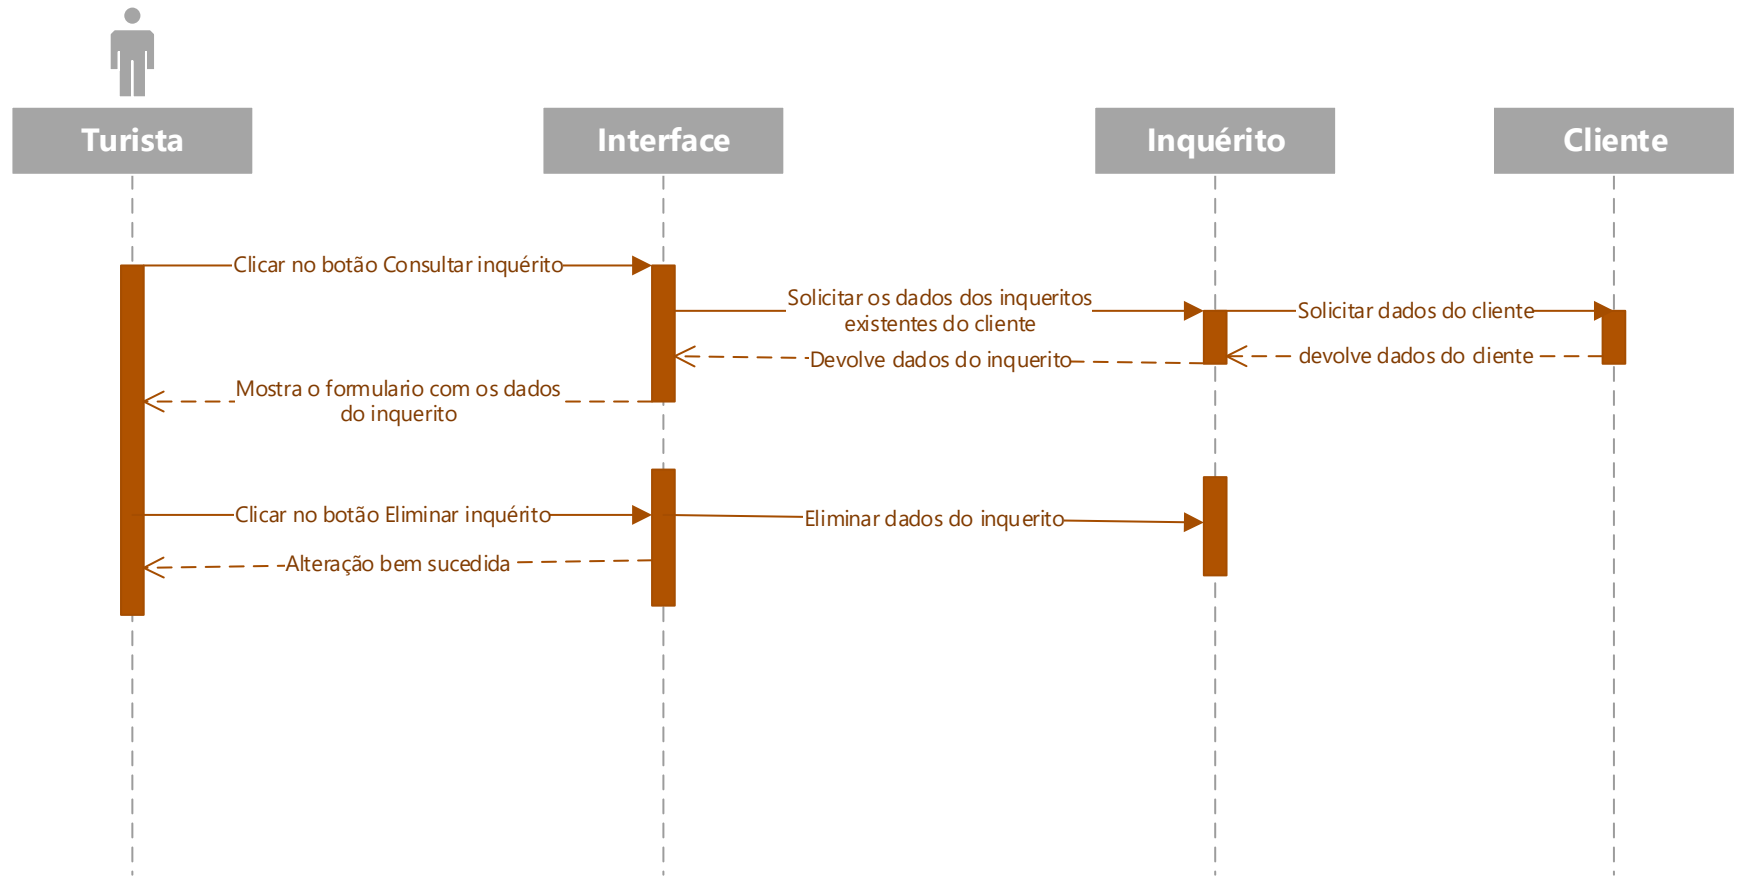 Turista
Interface
Inquérito
Cliente
Clicar no botão Consultar inquérito
Solicitar os dados dos inqueritos
existentes do cliente
Solicitar dados do cliente
Devolve dados do inquerito
devolve dados do cliente
Mostra o formulario com os dados
do inquerito
Clicar no botão Eliminar inquérito
Eliminar dados do inquerito
Alteração bem sucedida